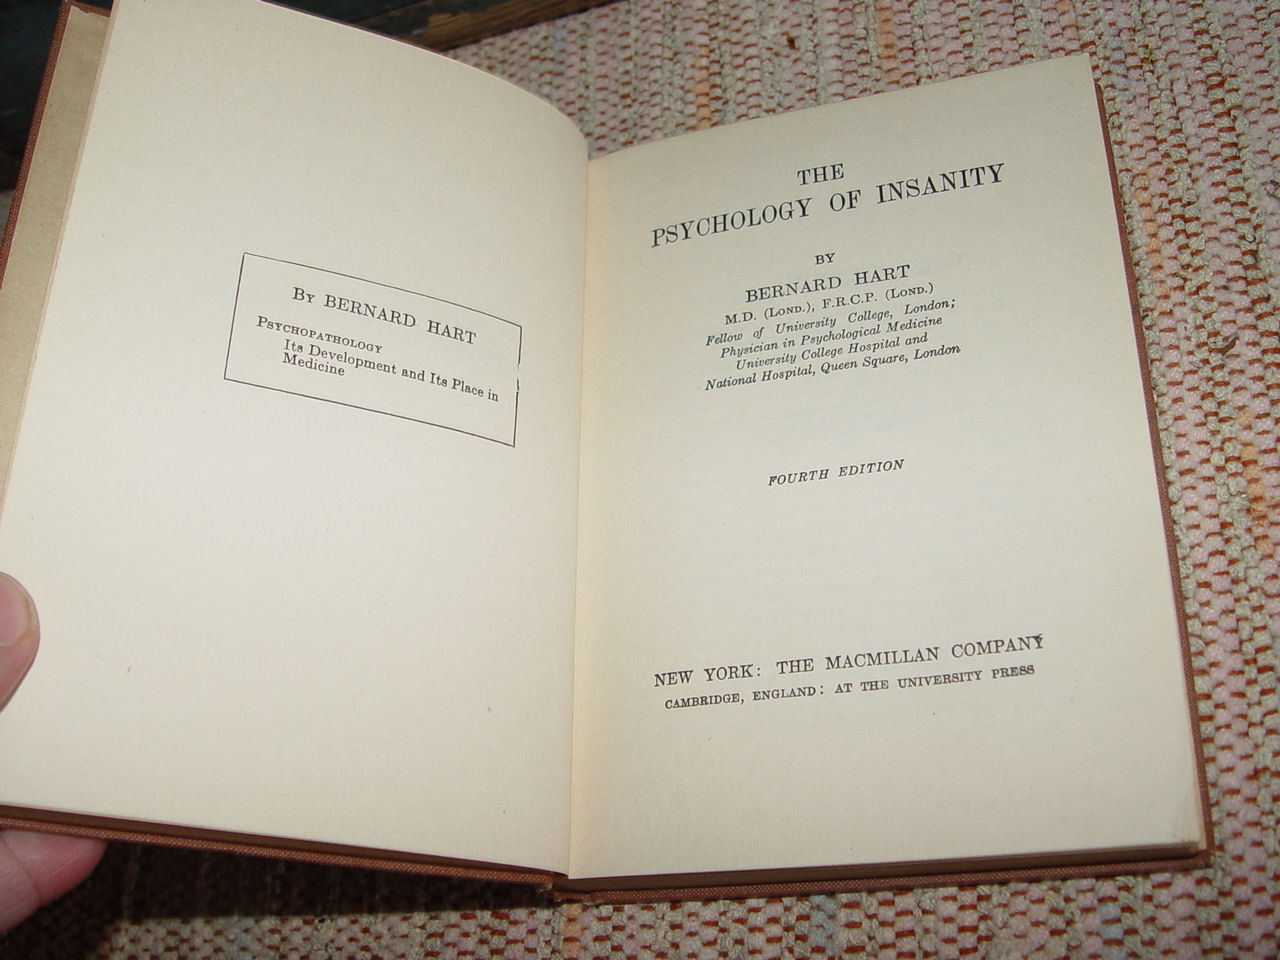 By BERNARD HART
PSYCHOPATHOLOGY
Its Development and Its Place in
Medicine
THE
PSYCHOLOGY OF INSANITY
BY
BERNARD HART
M.D. (LOND.), F.R.C.P. (LOND.)
Fellow of University College, London;
Physician in Psychological Medicine
University College Hospital and
National Hospital, Queen Square, London
FOURTH EDITION
NEW YORK: THE MACMILLAN COMPANY
CAMBRIDGE, ENGLAND: AT THE UNIVERSITY PRESS